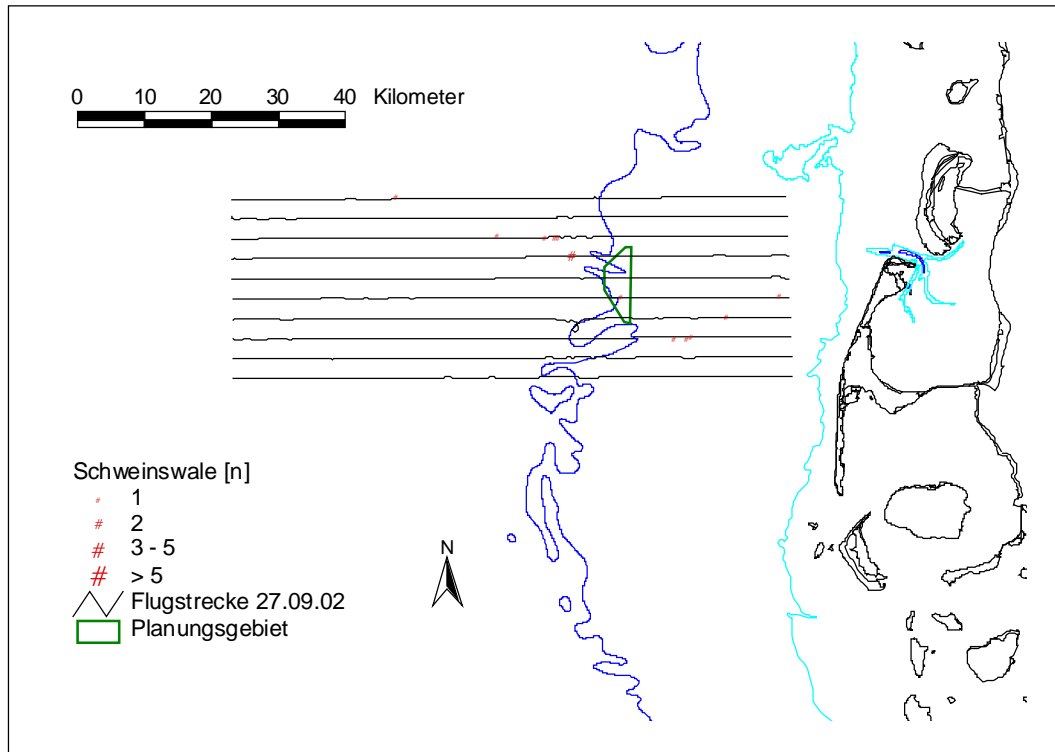 0 10 20 30 40 Kilometer
Schweinswale [n]
# 1
# 2
# 3 - 5
# > 5
Flugstrecke 27.09.02
Planungsgebiet
N